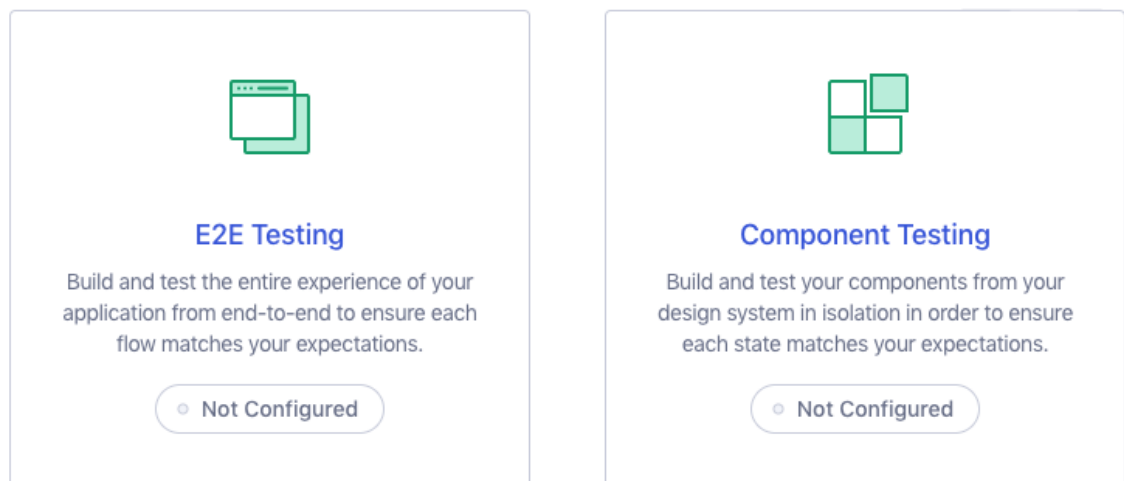 E2E Testing
Build and test the entire experience of your
application from end-to-end to ensure each
flow matches your expectations.
Not Configured
Component Testing
Build and test your components from your
design system in isolation in order to ensure
each state matches your expectations.
Not Configured